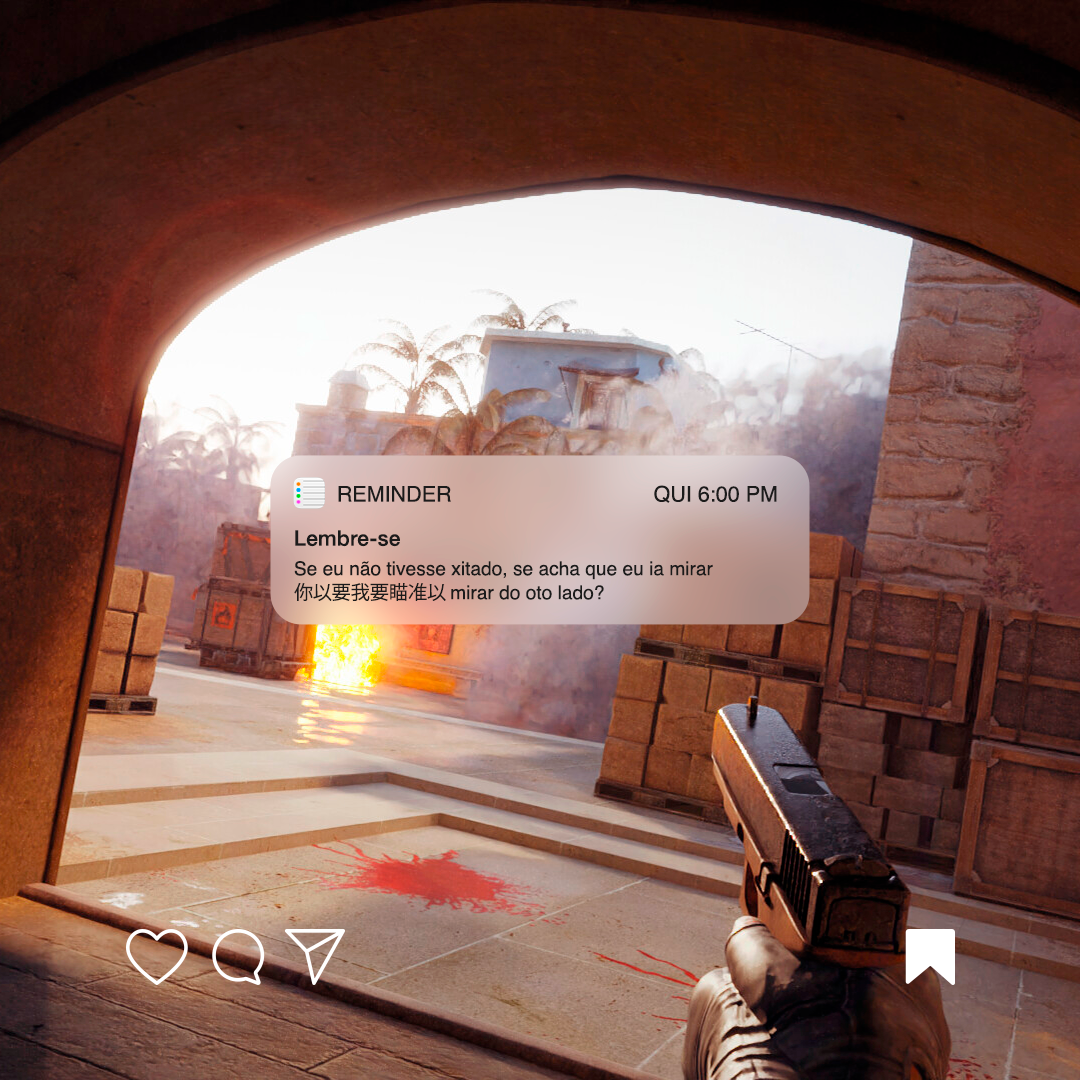 REMINDER QUI 6:00 PM
Lembre-se
Se eu não tivesse xitado, se acha que eu ia mirar
你以要我要瞄准以 mirar do oto lado?